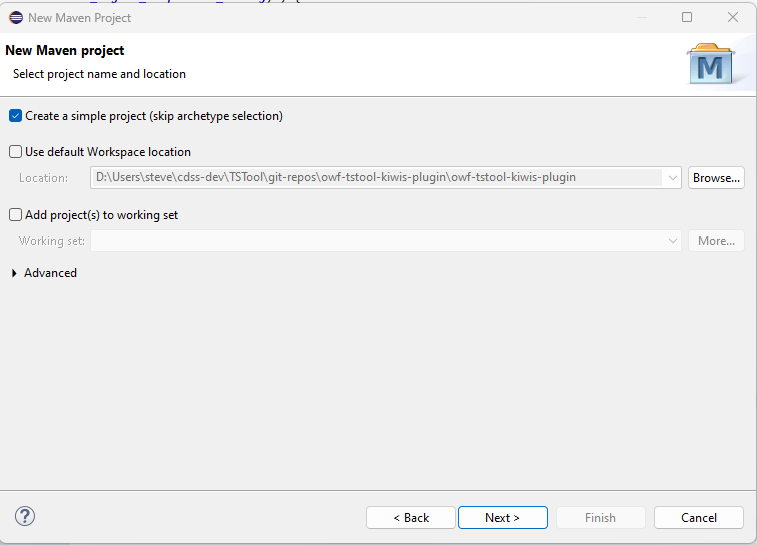 New Maven Project
New Maven project
Select project name and location
M
Create a simple project (skip archetype selection)
Use default Workspace location
Location: D:\Users\steve\cdss-dev\TSTool\git-repos\owf-tstool-kiwis-plugin\owf-tstool-kiwis-plugin Browse...
Add project(s) to working set
Working set: More...
Advanced
? < Back Next > Finish Cancel